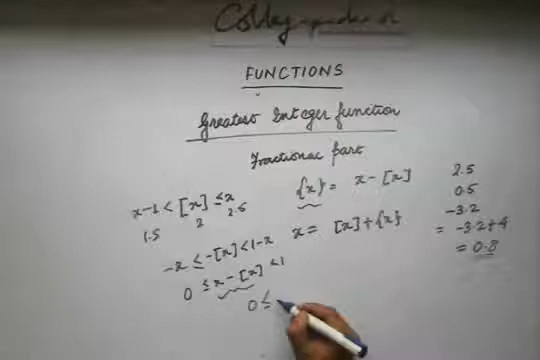 FUNCTIONS
Greatest Integer function
Fractional part
{x} = x - [x]
x-1 < [x] ≤ x
1.5 2 2.5
x = [x] + {x}
-x ≤ -[x] < 1-x
0 ≤ x - [x] < 1
0 ≤
2.5
0.5
-3.2
= -3.2+4
= 0.8